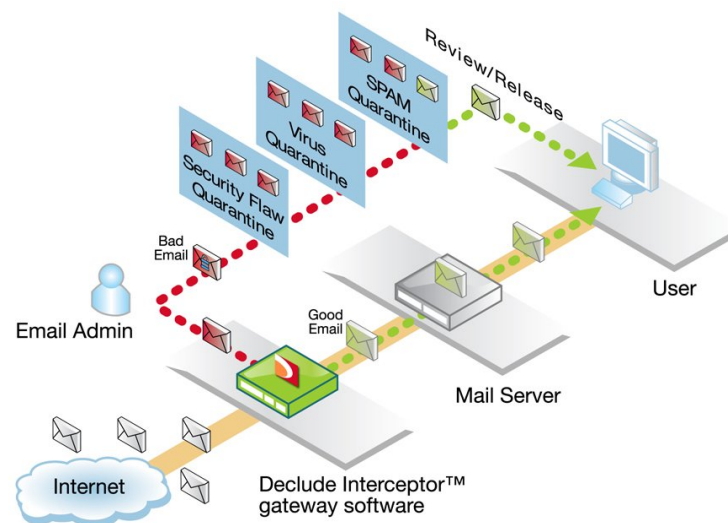 Review/Release
SPAM
Quarantine
Virus
Quarantine
Security Flaw
Quarantine
Bad
Email
Email Admin
Good
Email
User
Mail Server
Internet
Declude Interceptor™
gateway software